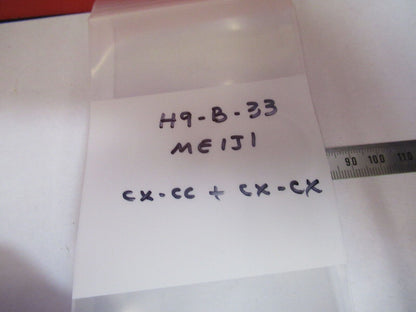 H9-B-33
MEIJI
cx-cc + cx-cx
90 100 110